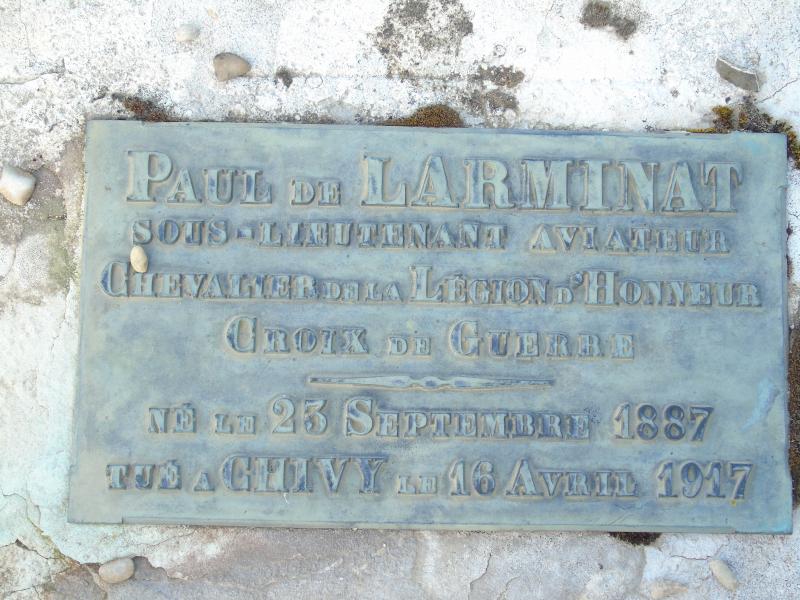 PAUL DE LARMINAT
SOUS-LIEUTENANT AVIATEUR
CHEVALIER DE LA LÉGION D'HONNEUR
CROIX DE GUERRE
NÉ LE 23 SEPTEMBRE 1887
TUÉ A CHIVY LE 16 AVRIL 1917